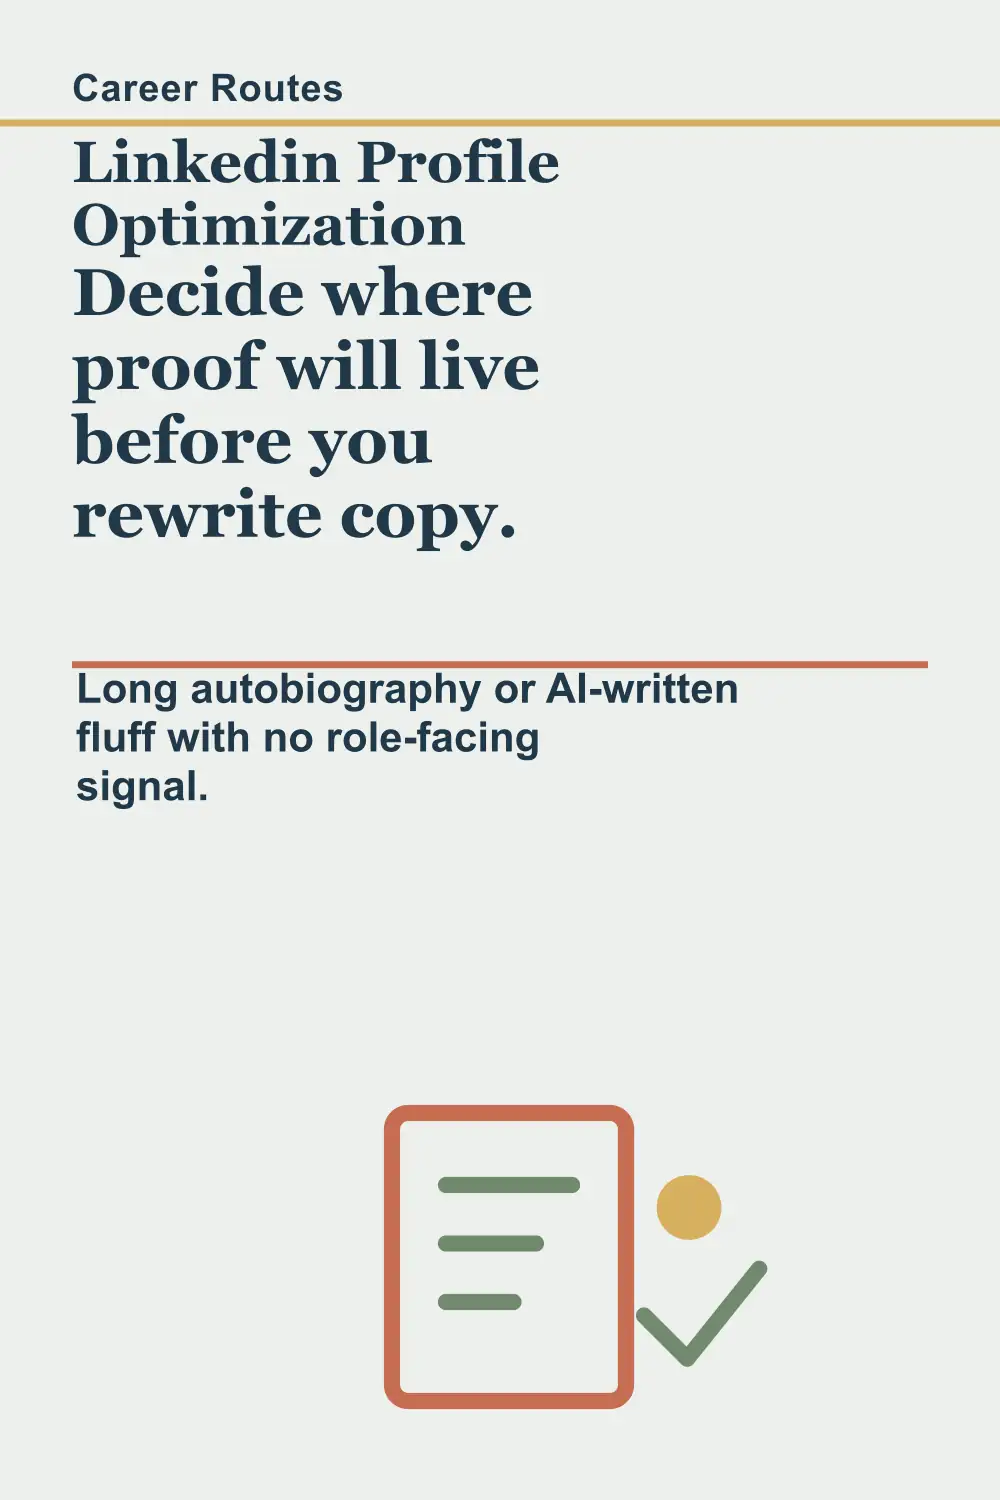 Career Routes
Linkedin Profile
Optimization
Decide where
proof will live
before you
rewrite copy.
Long autobiography or AI-written
fluff with no role-facing
signal.